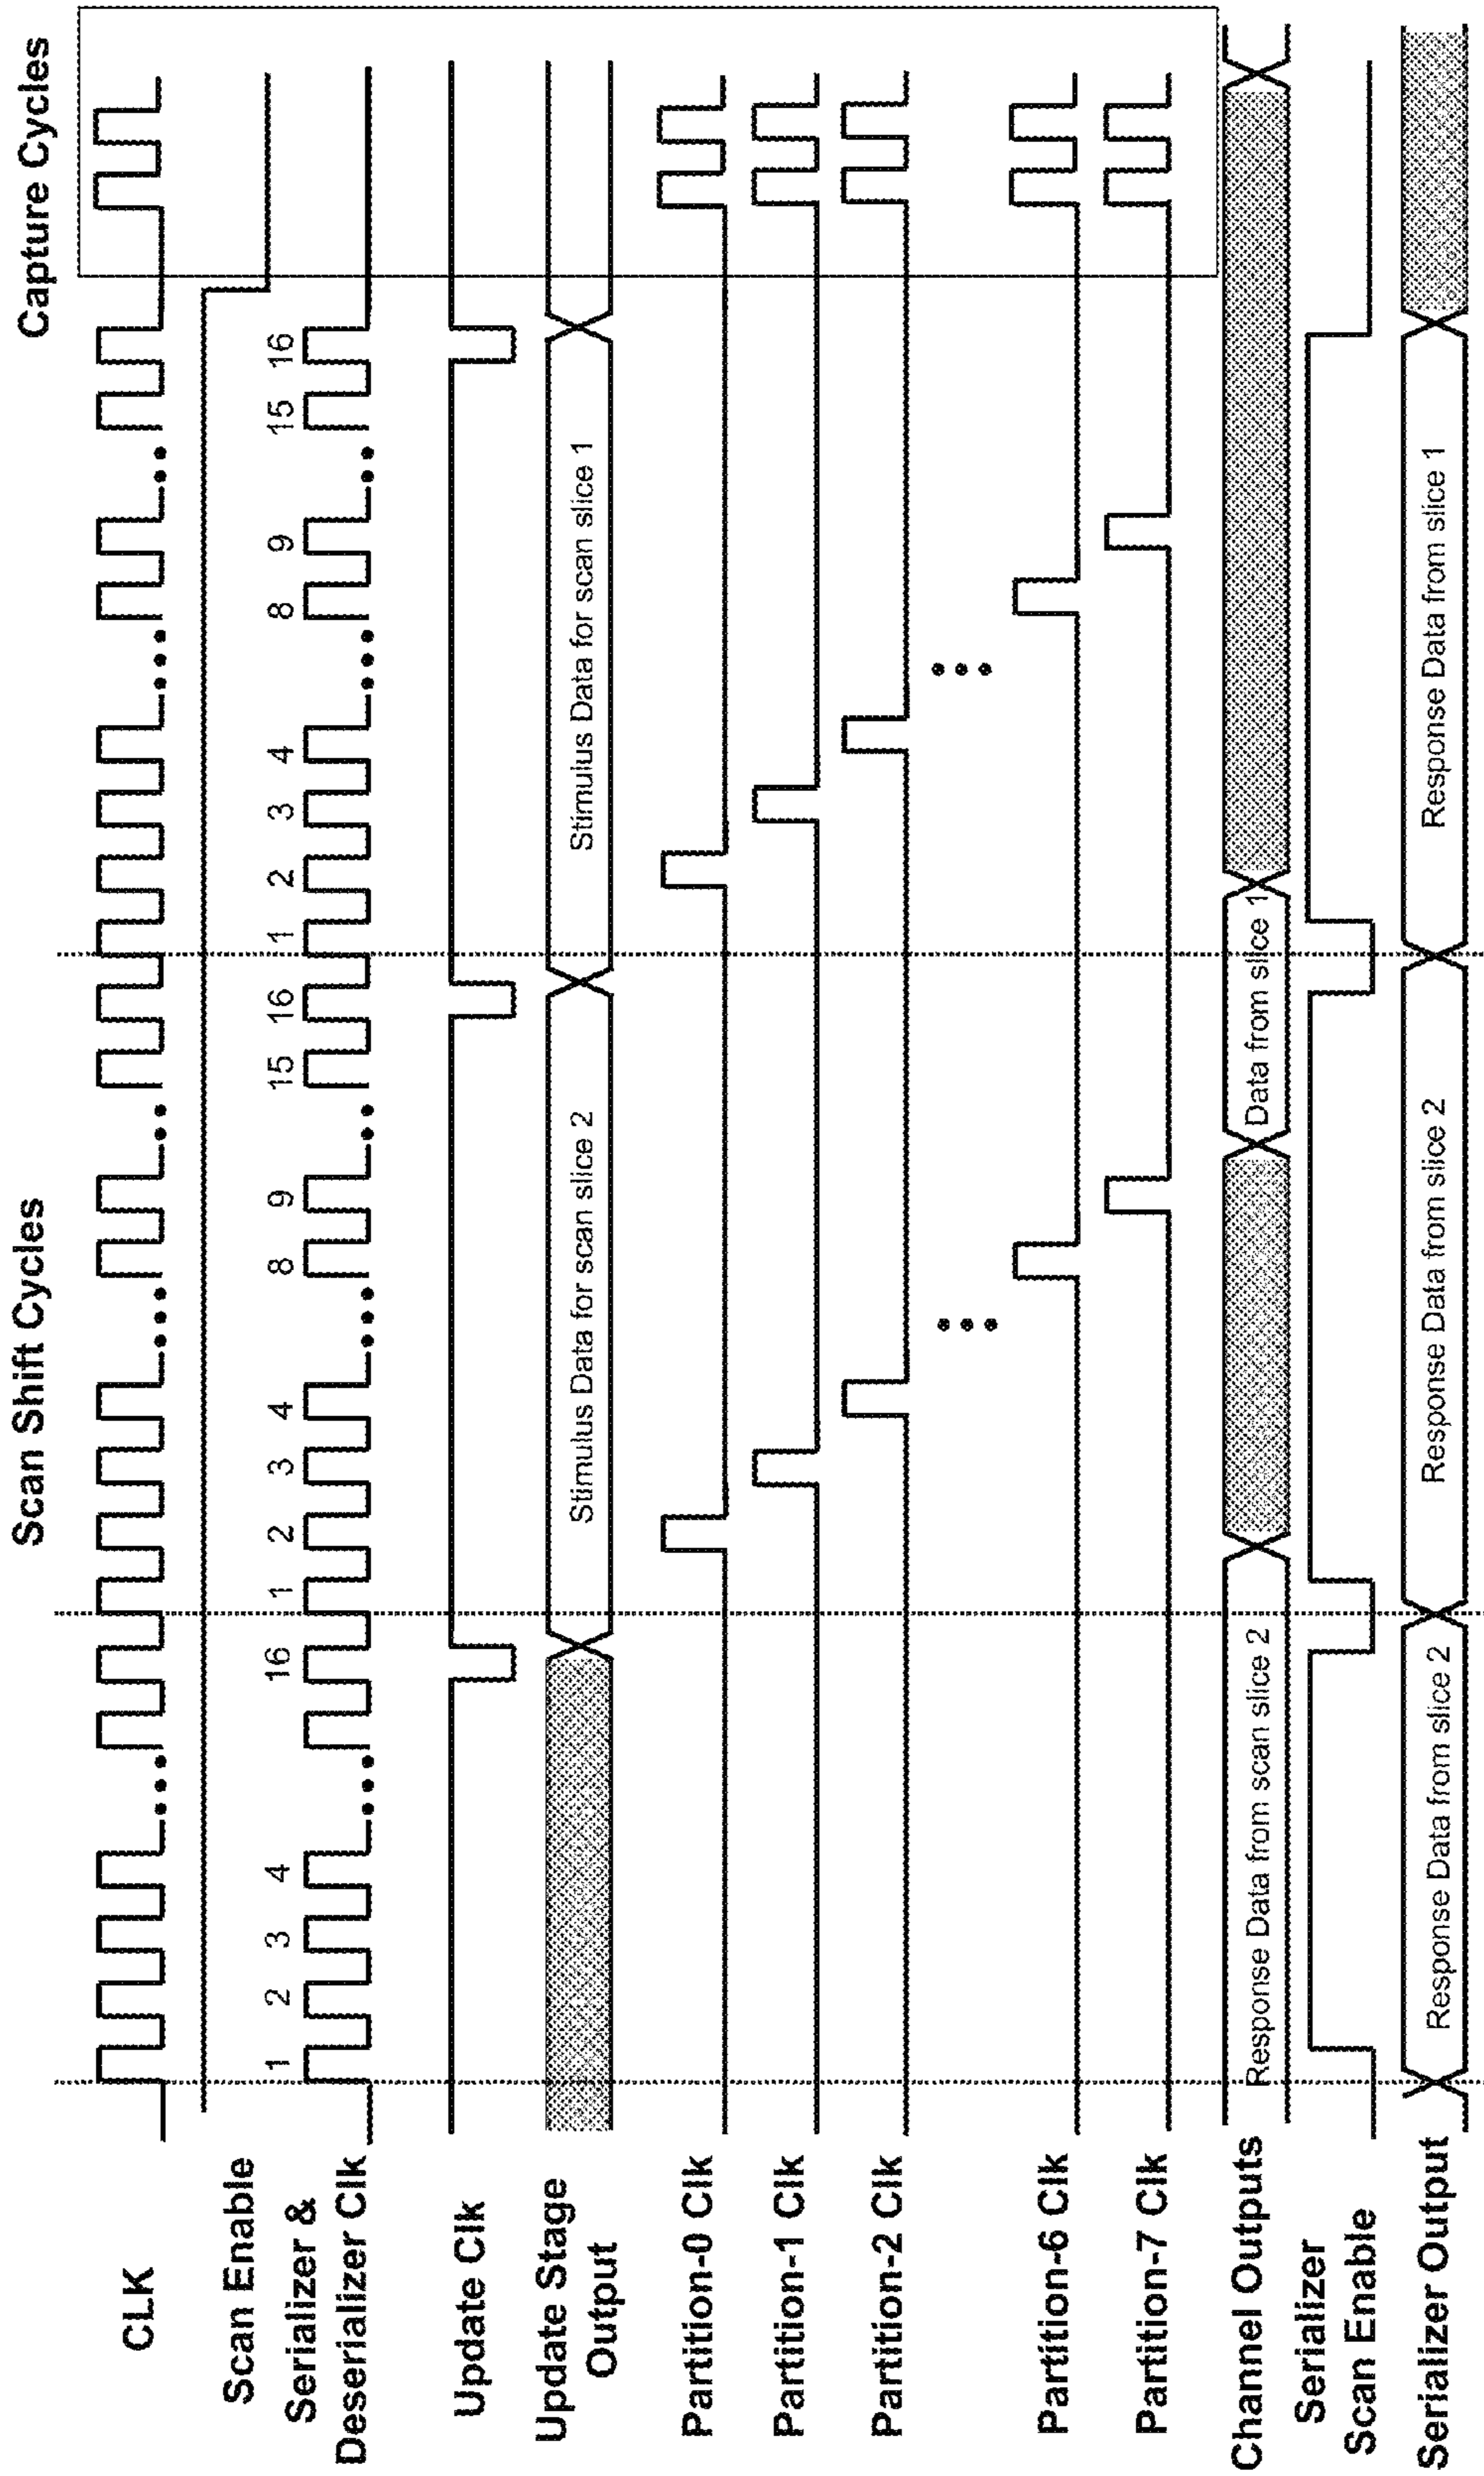 Scan Shift Cycles
Capture Cycles
CLK
Scan Enable
Serializer &
Deserializer Clk
1 2 3 4 16 1 2 3 4 8 9 15 16 1 2 3 4 8 9 15 16
Update Clk
Update Stage
Output
Stimulus Data for scan slice 2
Stimulus Data for scan slice 1
Partition-0 Clk
Partition-1 Clk
Partition-2 Clk
Partition-6 Clk
Partition-7 Clk
Channel Outputs
Response Data from scan slice 2
Data from slice 1
Serializer
Scan Enable
Serializer Output
Response Data from slice 2
Response Data from slice 2
Response Data from slice 1